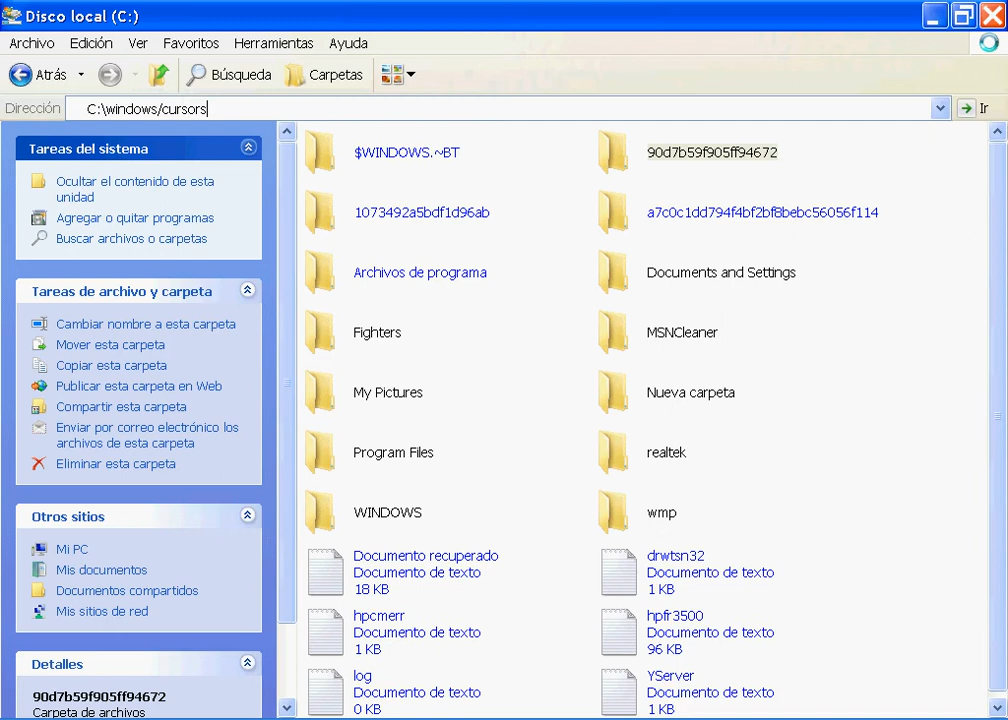 Disco local (C:)
Archivo Edición Ver Favoritos Herramientas Ayuda
Atrás Búsqueda Carpetas
Dirección C:\windows/cursors Ir
Tareas del sistema
Ocultar el contenido de esta
unidad
Agregar o quitar programas
Buscar archivos o carpetas
Tareas de archivo y carpeta
Cambiar nombre a esta carpeta
Mover esta carpeta
Copiar esta carpeta
Publicar esta carpeta en Web
Compartir esta carpeta
Enviar por correo electrónico los
archivos de esta carpeta
Eliminar esta carpeta
Otros sitios
Mi PC
Mis documentos
Documentos compartidos
Mis sitios de red
Detalles
90d7b59f905ff94672
Carpeta de archivos
$WINDOWS.~BT
90d7b59f905ff94672
1073492a5bdf1d96ab
a7c0c1dd794f4bf2bf8bebc56056f114
Archivos de programa
Documents and Settings
Fighters
MSNCleaner
My Pictures
Nueva carpeta
Program Files
realtek
WINDOWS
wmp
Documento recuperado
Documento de texto
18 KB
drwtsn32
Documento de texto
1 KB
hpcmerr
Documento de texto
1 KB
hpfr3500
Documento de texto
96 KB
log
Documento de texto
0 KB
YServer
Documento de texto
1 KB